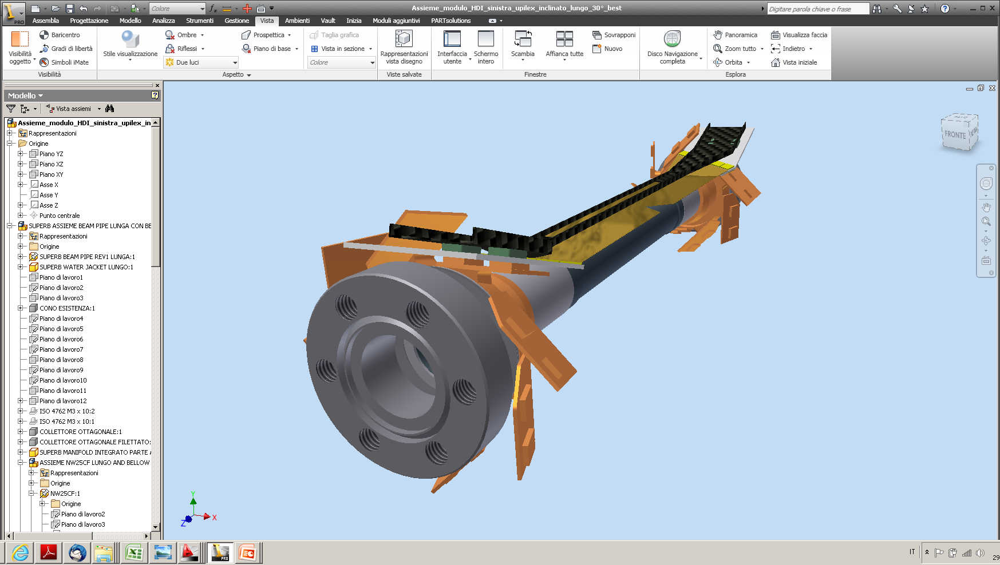 PRO
Colore
Assieme_modulo_HDI_sinistra_upilex_inclinato_lungo_30°_best
Digitare parola chiave o frase
Assembla Progettazione Modello Analizza Strumenti Gestione Vista Ambienti Vault Inizia Moduli aggiuntivi PARTsolutions
Visibilità oggetto
Baricentro
Gradi di libertà
Simboli iMate
Visibilità
Stile visualizzazione
Ombre
Riflessi
Due luci
Prospettica
Piano di base
Aspetto
Taglia grafica
Vista in sezione
Colore
Rappresentazioni vista disegno
Viste salvate
Interfaccia utente
Schermo intero
Scambia
Affianca tutte
Sovrapponi
Nuovo
Finestre
Disco Navigazione completa
Panoramica
Zoom tutto
Orbita
Visualizza faccia
Indietro
Vista iniziale
Esplora
Modello
Vista assiemi
Assieme_modulo_HDI_sinistra_upilex_in
Rappresentazioni
Origine
Piano YZ
Piano XZ
Piano XY
Asse X
Asse Y
Asse Z
Punto centrale
SUPERB ASSIEME BEAM PIPE LUNGA CON BE
Rappresentazioni
Origine
SUPERB BEAM PIPE REV1 LUNGA:1
SUPERB WATER JACKET LUNGO:1
Piano di lavoro1
Piano di lavoro2
Piano di lavoro3
CONO ESISTENZA:1
Piano di lavoro4
Piano di lavoro5
Piano di lavoro6
Piano di lavoro7
Piano di lavoro8
Piano di lavoro9
Piano di lavoro10
Piano di lavoro11
Piano di lavoro12
ISO 4762 M3 x 10:2
ISO 4762 M3 x 10:1
COLLETTORE OTTAGONALE:1
COLLETTORE OTTAGONALE FILETTATO:
SUPERB MANIFOLD INTEGRATO PARTE A
ASSIEME NW25CF LUNGO AND BELLOW
Rappresentazioni
Origine
NW25CF:1
Origine
Piano di lavoro2
Piano di lavoro3
FRONTE
Y
X
Z
PRO
IT
29